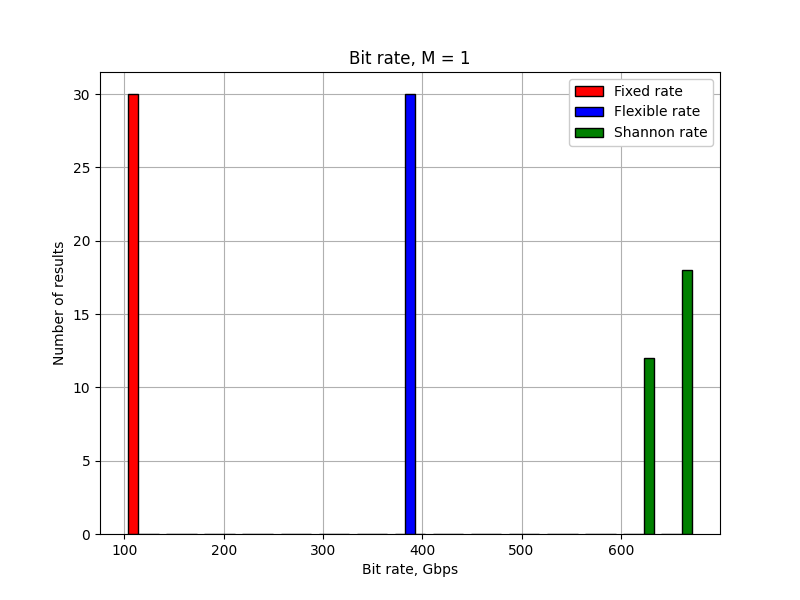 Bit rate, M = 1
Fixed rate
Flexible rate
Shannon rate
30
25
20
15
10
5
0
Number of results
100 200 300 400 500 600
Bit rate, Gbps